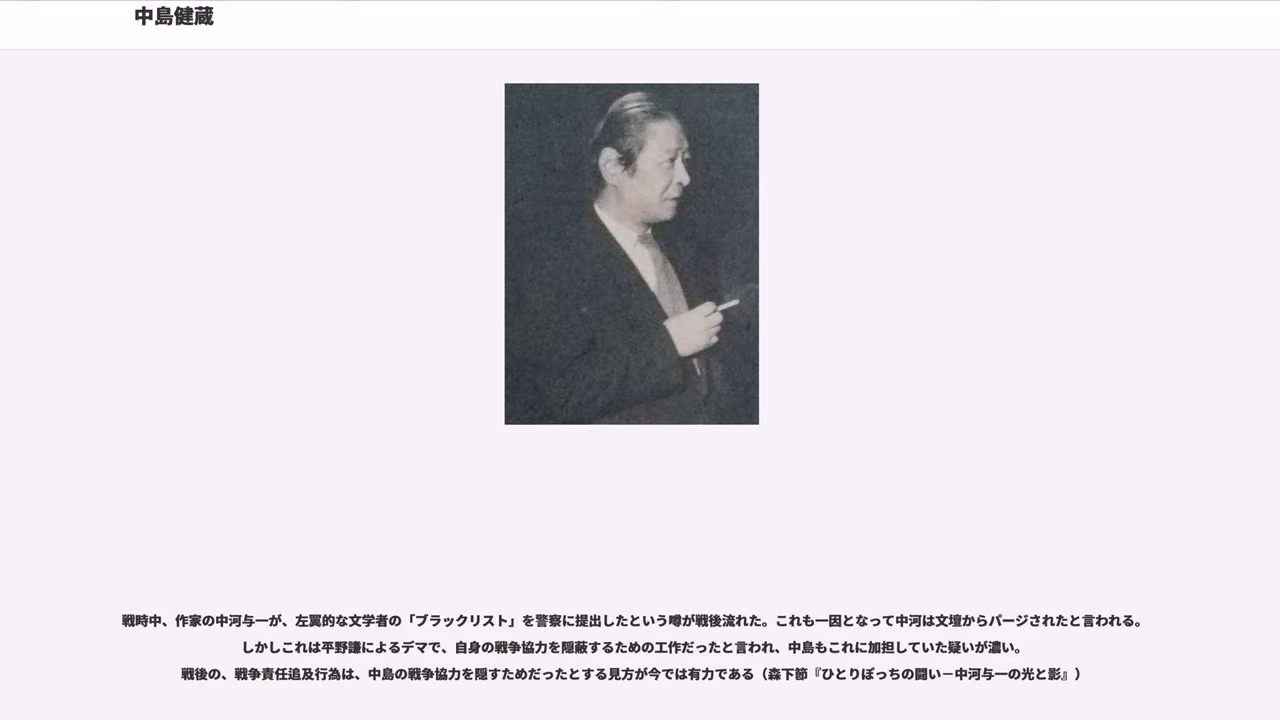 中島健蔵
戦時中、作家の中河与一が、左翼的な文学者の「ブラックリスト」を警察に提出したという噂が戦後流れた。これも一因となって中河は文壇からパージされたと言われる。
しかしこれは平野謙によるデマで、自身の戦争協力を隠蔽するための工作だったと言われ、中島もこれに加担していた疑いが濃い。
戦後の、戦争責任追及行為は、中島の戦争協力を隠すためだったとする見方が今では有力である（森下節『ひとりぽっちの闘い－中河与一の光と影』）